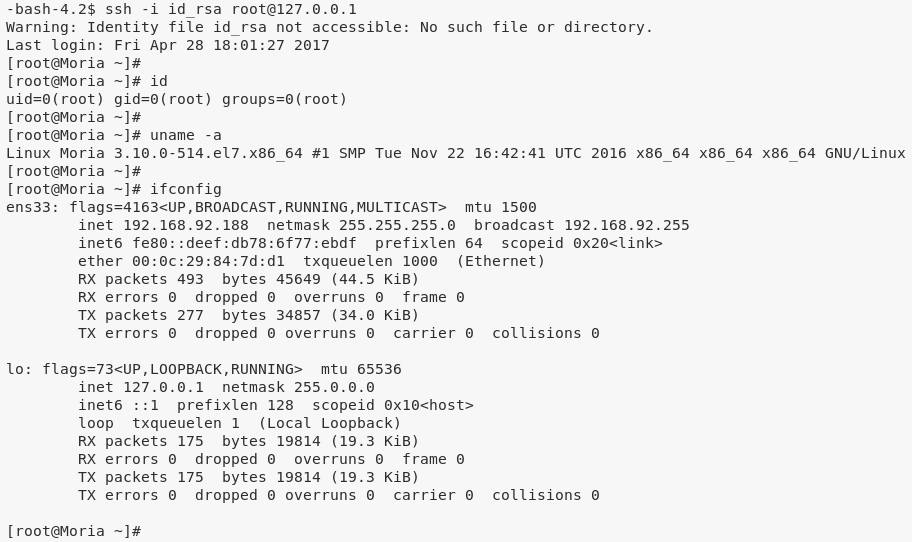 -bash-4.2$ ssh -i id_rsa root@127.0.0.1
Warning: Identity file id_rsa not accessible: No such file or directory.
Last login: Fri Apr 28 18:01:27 2017
[root@Moria ~]#
[root@Moria ~]# id
uid=0(root) gid=0(root) groups=0(root)
[root@Moria ~]#
[root@Moria ~]# uname -a
Linux Moria 3.10.0-514.el7.x86_64 #1 SMP Tue Nov 22 16:42:41 UTC 2016 x86_64 x86_64 x86_64 GNU/Linux
[root@Moria ~]#
[root@Moria ~]# ifconfig
ens33: flags=4163<UP,BROADCAST,RUNNING,MULTICAST>  mtu 1500
        inet 192.168.92.188  netmask 255.255.255.0  broadcast 192.168.92.255
        inet6 fe80::deef:db78:6f77:ebdf  prefixlen 64  scopeid 0x20<link>
        ether 00:0c:29:84:7d:d1  txqueuelen 1000  (Ethernet)
        RX packets 493  bytes 45649 (44.5 KiB)
        RX errors 0  dropped 0  overruns 0  frame 0
        TX packets 277  bytes 34857 (34.0 KiB)
        TX errors 0  dropped 0 overruns 0  carrier 0  collisions 0

lo: flags=73<UP,LOOPBACK,RUNNING>  mtu 65536
        inet 127.0.0.1  netmask 255.0.0.0
        inet6 ::1  prefixlen 128  scopeid 0x10<host>
        loop  txqueuelen 1  (Local Loopback)
        RX packets 175  bytes 19814 (19.3 KiB)
        RX errors 0  dropped 0  overruns 0  frame 0
        TX packets 175  bytes 19814 (19.3 KiB)
        TX errors 0  dropped 0 overruns 0  carrier 0  collisions 0

[root@Moria ~]#